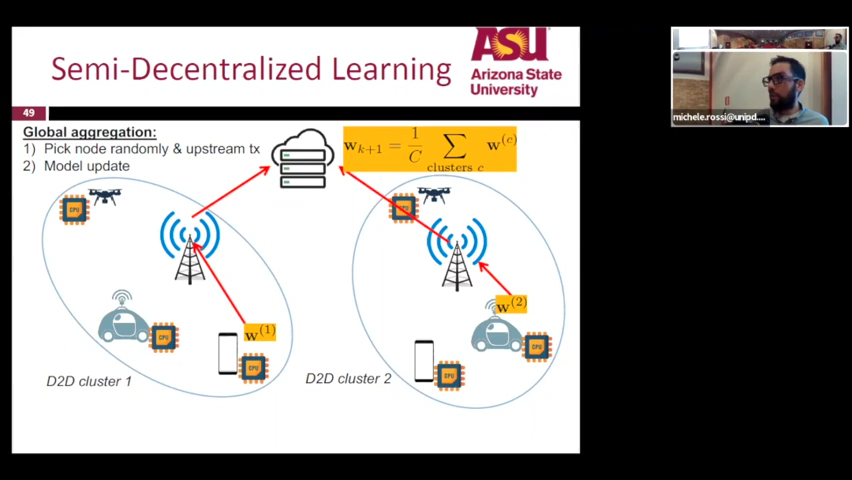 Semi-Decentralized Learning
ASU
Arizona State
University
49
Global aggregation:
1) Pick node randomly & upstream tx
2) Model update
w_{k+1} = \frac{1}{C} \sum_{clusters c} w^{(c)}
CPU
CPU
w^{(1)}
w^{(2)}
CPU
CPU
CPU
CPU
D2D cluster 1
D2D cluster 2
michele.rossi@unipd....